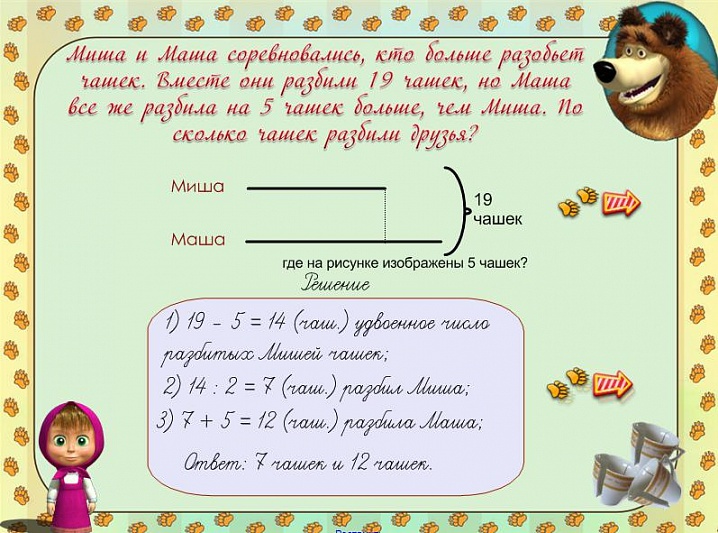 Миша и Маша соревновались, кто больше разобьет
чашек. Вместе они разбили 19 чашек, но Маша
все же разбила на 5 чашек больше, чем Миша. По
сколько чашек разбили друзья?
Миша
19
чашек
Маша
где на рисунке изображены 5 чашек?
Решение
1) 19 - 5 = 14 (чаш.) удвоенное число
разбитых Мишей чашек;
2) 14 : 2 = 7 (чаш.) разбил Миша;
3) 7 + 5 = 12 (чаш.) разбила Маша;
Ответ: 7 чашек и 12 чашек.